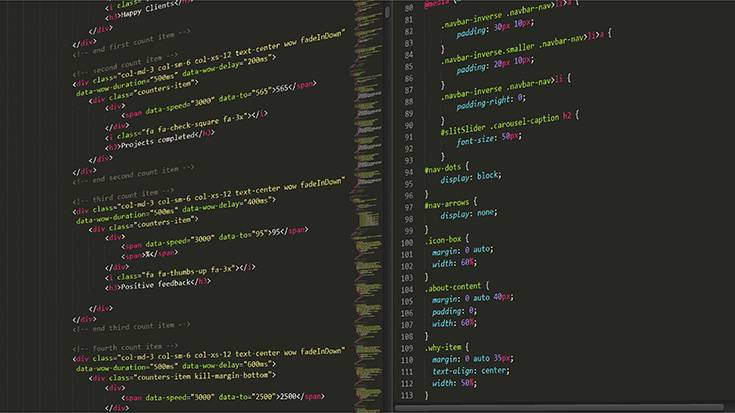 <i class="fa
<h3>Happy Clients</h3>
</div>
</div>
<!-- end first count item -->
<!-- second count item -->
<div class="col-md-3 col-sm-6 col-xs-12 text-center wow fadeInDown"
data-wow-duration="500ms" data-wow-delay="200ms">
<div class="counters-item">
<div>
<span data-speed="3000" data-to="565">565</span>
</div>
<i class="fa fa-check-square fa-3x"></i>
<h3>Projects completed</h3>
</div>
</div>
<!-- end second count item -->
<!-- third count item -->
<div class="col-md-3 col-sm-6 col-xs-12 text-center wow fadeInDown"
data-wow-duration="500ms" data-wow-delay="400ms">
<div class="counters-item">
<div>
<span data-speed="3000" data-to="95">95</span>
<span>%</span>
</div>
<i class="fa fa-thumbs-up fa-3x"></i>
<h3>Positive feedback</h3>
</div>
</div>
<!-- end third count item -->
<!-- fourth count item -->
<div class="col-md-3 col-sm-6 col-xs-12 text-center wow fadeInDown"
data-wow-duration="500ms" data-wow-delay="600ms">
<div class="counters-item kill-margin-bottom">
<div>
<span data-speed="3000" data-to="2500">2500</span>
</div>
80 @media (
81 .navbar-inverse .navbar-nav>li>a {
82 padding: 30px 10px;
83 }
84 .navbar-inverse.smaller .navbar-nav>li>a {
85 padding: 20px 10px;
86 }
87 .navbar-inverse .navbar-nav>li {
88 padding-right: 0;
89 }
90 #slitSlider .carousel-caption h2 {
91 font-size: 50px;
92 }
93 }
94 #nav-dots {
95 display: block;
96 }
97 #nav-arrows {
98 display: none;
99 }
100 .icon-box {
101 margin: 0 auto;
102 width: 60%;
103 }
104 .about-content {
105 margin: 0 auto 40px;
106 padding: 0;
107 width: 60%;
108 }
109 .why-item {
110 margin: 0 auto 35px;
111 text-align: center;
112 width: 50%;
113 }